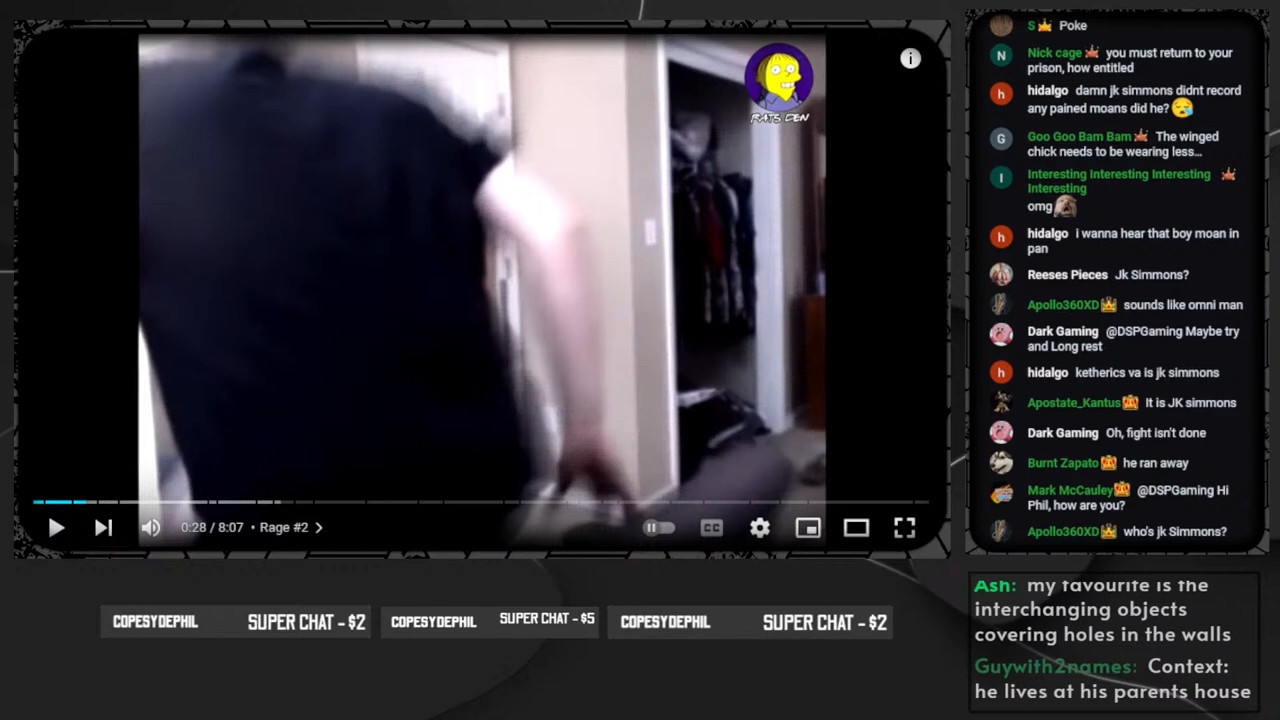 RATS DEN
0:28 / 8:07 • Rage #2 >
CC
COPESYDEPHIL SUPER CHAT - $2
COPESYDEPHIL SUPER CHAT - $5
COPESYDEPHIL SUPER CHAT - $2
S Poke
N Nick cage you must return to your
prison, how entitled
h hidalgo damn jk simmons didnt record
any pained moans did he?
G Goo Goo Bam Bam The winged
chick needs to be wearing less...
I Interesting Interesting Interesting
Interesting
omg
h hidalgo i wanna hear that boy moan in
pan
Reeses Pieces Jk Simmons?
Apollo360XD sounds like omni man
Dark Gaming @DSPGaming Maybe try
and Long rest
h hidalgo ketherics va is jk simmons
Apostate_Kantus It is JK simmons
Dark Gaming Oh, fight isn't done
Burnt Zapato he ran away
Mark McCauley @DSPGaming Hi
Phil, how are you?
Apollo360XD who's jk Simmons?
Ash: my favourite is the
interchanging objects
covering holes in the walls
Guywith2names: Context:
he lives at his parents house